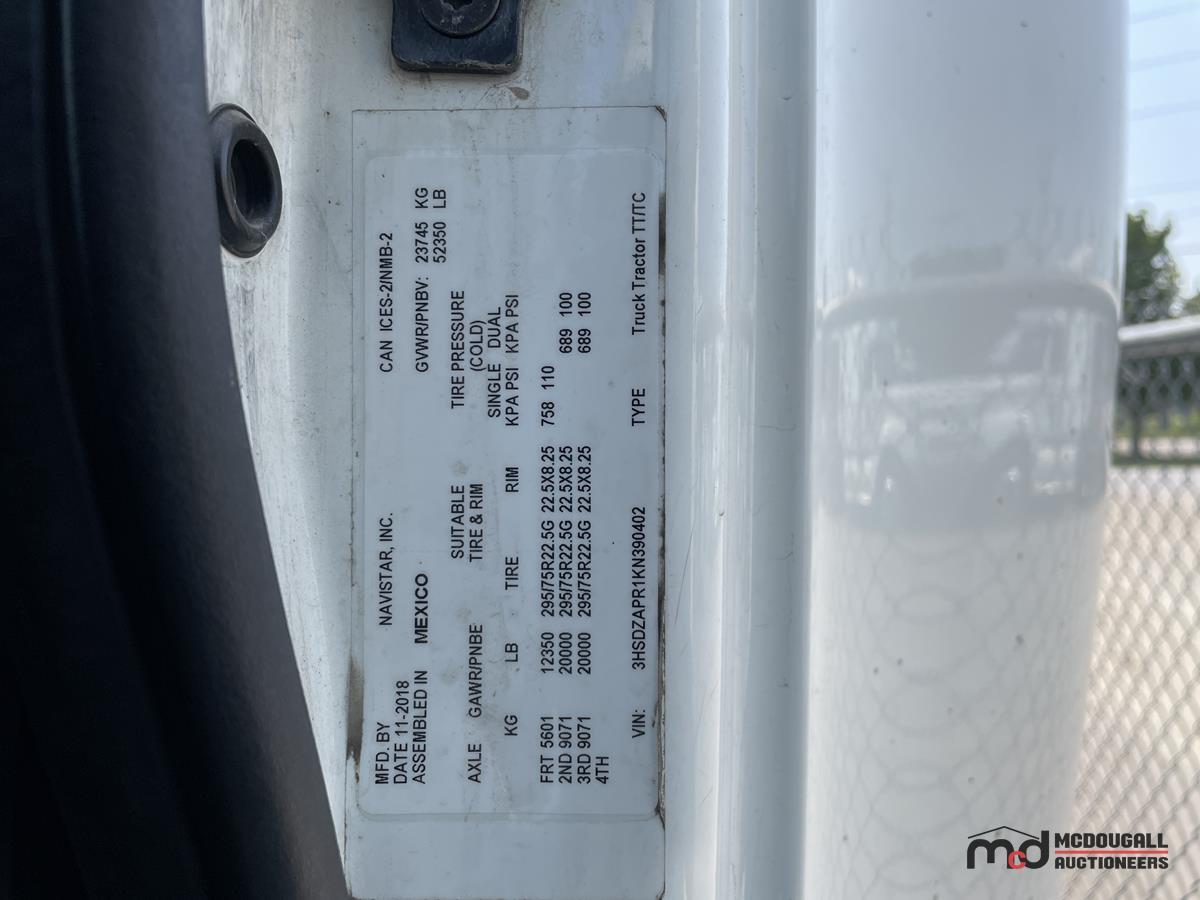 MFD. BY NAVISTAR, INC. CAN ICES-2/NMB-2
DATE 11-2018
ASSEMBLED IN MEXICO GVWR/PNBV: 23745 KG
52350 LB
AXLE GAWR/PNBE SUITABLE TIRE PRESSURE
TIRE & RIM (COLD)
SINGLE DUAL
KG LB TIRE RIM KPA PSI KPA PSI
FRT 5601 12350 295/75R22.5G 22.5X8.25 758 110
2ND 9071 20000 295/75R22.5G 22.5X8.25 689 100
3RD 9071 20000 295/75R22.5G 22.5X8.25 689 100
4TH
VIN: 3HSDZAPR1KN390402 TYPE Truck Tractor TT/TC
mcd MCDOUGALL
AUCTIONEERS